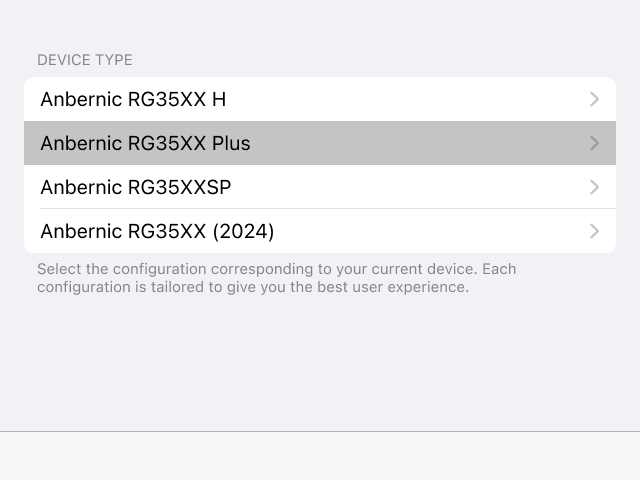 DEVICE TYPE
Anbernic RG35XX H
Anbernic RG35XX Plus
Anbernic RG35XXSP
Anbernic RG35XX (2024)
Select the configuration corresponding to your current device. Each
configuration is tailored to give you the best user experience.